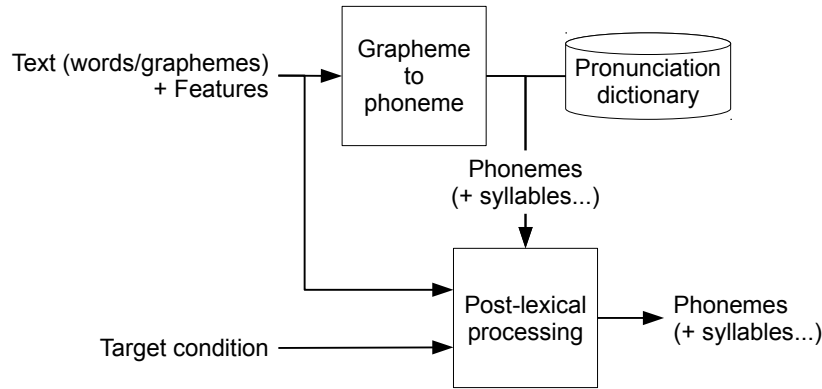 Text (words/graphemes)
+ Features
Grapheme
to
phoneme
Pronunciation
dictionary
Phonemes
(+ syllables...)
Post-lexical
processing
Phonemes
(+ syllables...)
Target condition